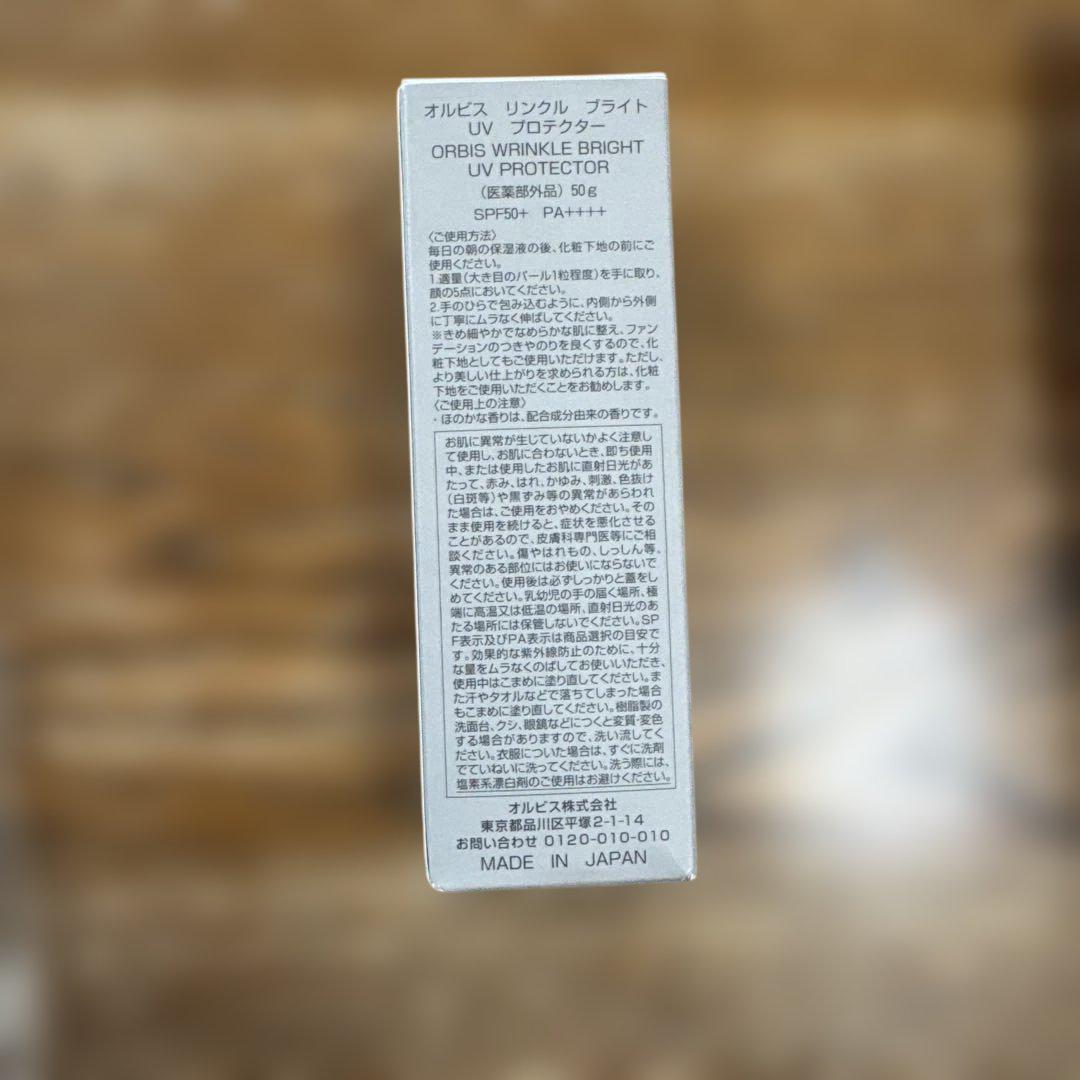 オルビス リンクル ブライト
UV プロテクター
ORBIS WRINKLE BRIGHT
UV PROTECTOR
（医薬部外品）50g
SPF50+ PA++++
〈ご使用方法〉
毎日の朝の保湿液の後、化粧下地の前にご
使用ください。
1.適量（大き目のパール1粒程度）を手に取り、
顔の5点においてください。
2.手のひらで包み込むように、内側から外側
に丁寧にムラなく伸ばしてください。
※きめ細やかでなめらかな肌に整え、ファン
デーションのつきやのりを良くするので、化
粧下地としてもご使用いただけます。ただし、
より美しい仕上がりを求められる方は、化粧
下地をご使用いただくことをお勧めします。
〈ご使用上の注意〉
・ほのかな香りは、配合成分由来の香りです。
お肌に異常が生じていないかよく注意し
て使用し、お肌に合わないとき、即ち使用
中、または使用したお肌に直射日光があ
たって、赤み、はれ、かゆみ、刺激、色抜け
（白斑等）や黒ずみ等の異常があらわれ
た場合は、ご使用をおやめください。その
まま使用を続けると、症状を悪化させる
ことがあるので、皮膚科専門医等にご相
談ください。傷やはれもの、しっしん等、
異常のある部位にはお使いにならないで
ください。使用後は必ずしっかりと蓋をし
めてください。乳幼児の手の届く場所、極
端に高温又は低温の場所、直射日光のあ
たる場所には保管しないでください。SP
F表示及びPA表示は商品選択の目安で
す。効果的な紫外線防止のために、十分
な量をムラなくのばしてお使いいただき、
使用中はこまめに塗り直してください。ま
た汗やタオルなどで落ちてしまった場合
もこまめに塗り直してください。樹脂製の
洗面台、クシ、眼鏡などにつくと変質・変色
する場合がありますので、洗い流してく
ださい。衣服についた場合は、すぐに洗剤
でていねいに洗ってください。洗う際には、
塩素系漂白剤のご使用はお避けください。
オルビス株式会社
東京都品川区平塚2-1-14
お問い合わせ 0120-010-010
MADE IN JAPAN